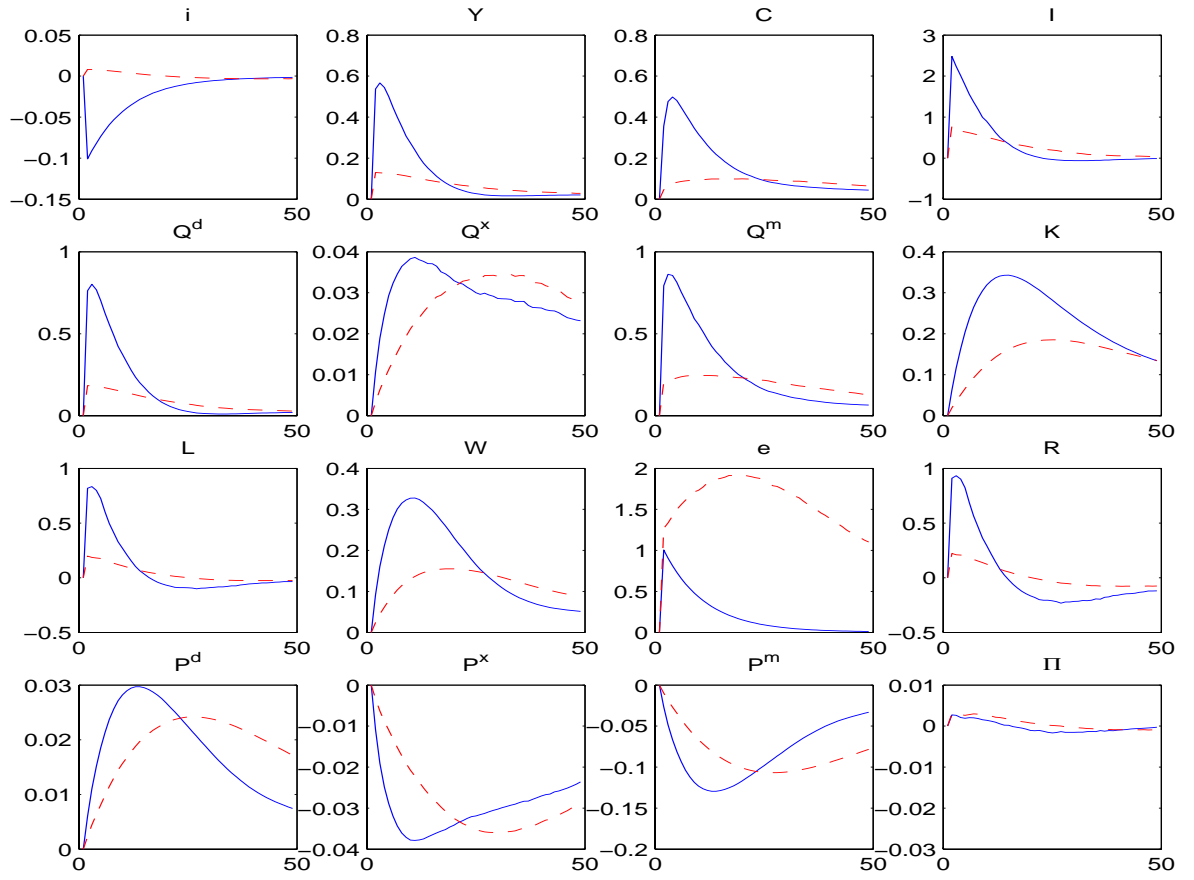 i Y C I
0.05 0.8 0.8 3
0 0.6 0.6 2
−0.05 0.4 0.4 1
−0.1 0.2 0.2 0
−0.15 0 0 −1
0 50 0 50 0 50 0 50
Q^d Q^x Q^m K
1 0.04 1 0.4
0.03 0.3
0.5 0.02 0.5 0.2
0.01 0.1
0 0 0 0
0 50 0 50 0 50 0 50
L W e R
1 0.4 2 1
0.5 0.3 1.5 0.5
0.2 1
0 0.1 0.5 0
−0.5 0 0 −0.5
0 50 0 50 0 50 0 50
P^d P^x P^m Π
0.03 0 0 0.01
0.02 −0.01 −0.05 0
−0.02 −0.1
0.01 −0.03 −0.15 −0.01
−0.02
0 −0.04 −0.2 −0.03
0 50 0 50 0 50 0 50